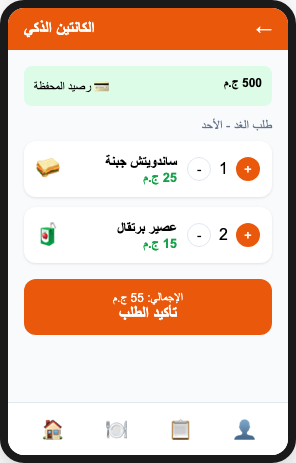 الكانتين الذكي ←
رصيد المحفظة 500 ج.م
طلب الغد - الأحد
ساندويتش جبنة
25 ج.م
- 1 +
عصير برتقال
15 ج.م
- 2 +
الإجمالي: 55 ج.م
تأكيد الطلب